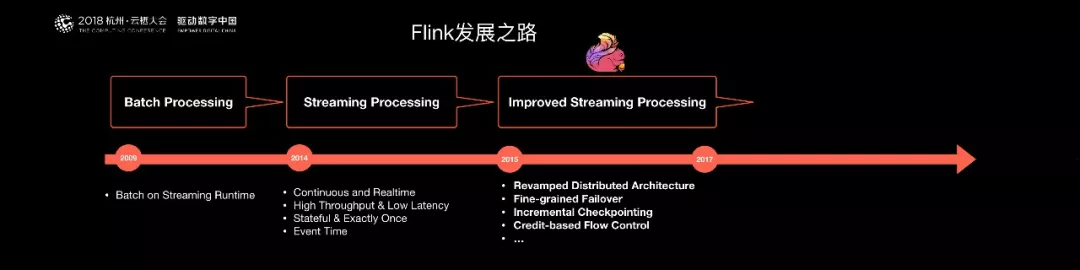 2018 杭州·云栖大会 驱动数字中国
THE COMPUTING CONFERENCE EMPOWER DIGITAL CHINA
Flink发展之路
Batch Processing
Streaming Processing
Improved Streaming Processing
2009
2014
2015
2017
• Batch on Streaming Runtime
• Continuous and Realtime
• High Throughput & Low Latency
• Stateful & Exactly Once
• Event Time
• Revamped Distributed Architecture
• Fine-grained Failover
• Incremental Checkpointing
• Credit-based Flow Control
• ...